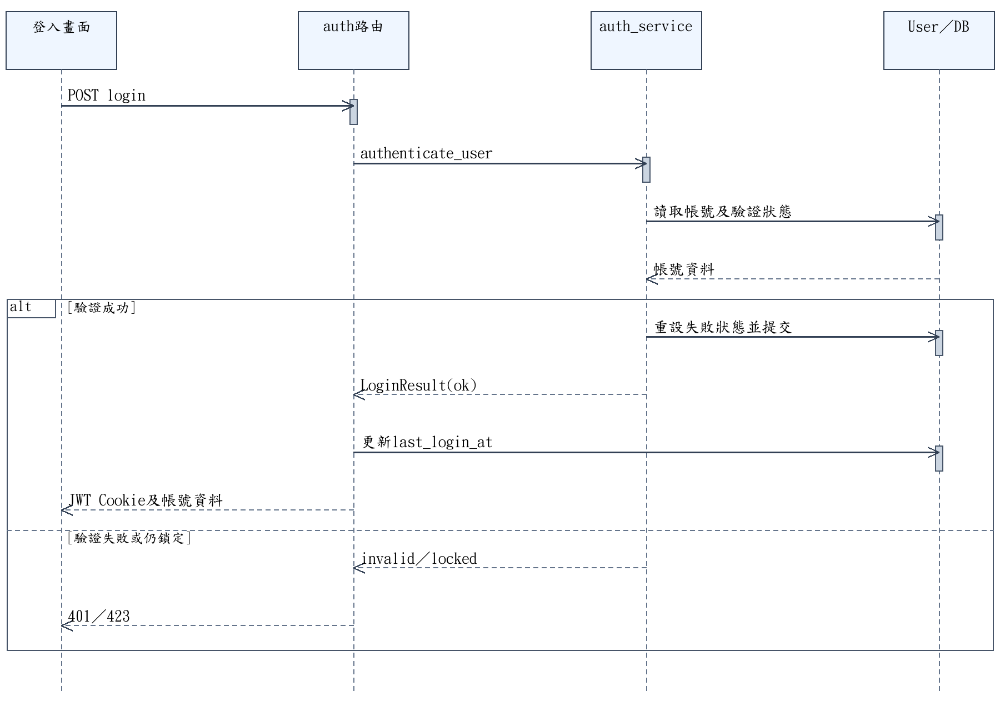 登入畫面
auth路由
auth_service
User／DB
POST login
authenticate_user
讀取帳號及驗證狀態
帳號資料
alt
[驗證成功]
重設失敗狀態並提交
LoginResult(ok)
更新last_login_at
JWT Cookie及帳號資料
[驗證失敗或仍鎖定]
invalid／locked
401／423